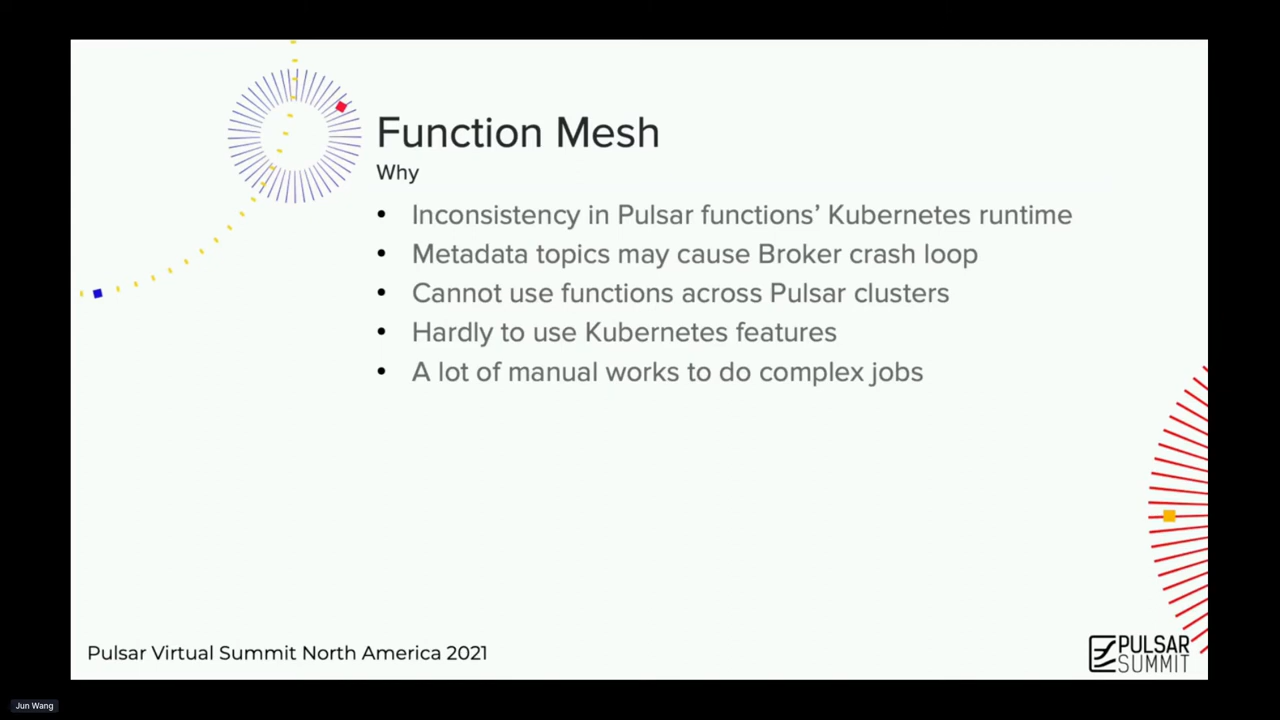 Function Mesh
Why
• Inconsistency in Pulsar functions’ Kubernetes runtime
• Metadata topics may cause Broker crash loop
• Cannot use functions across Pulsar clusters
• Hardly to use Kubernetes features
• A lot of manual works to do complex jobs
Pulsar Virtual Summit North America 2021
PULSAR
SUMMIT
Jun Wang